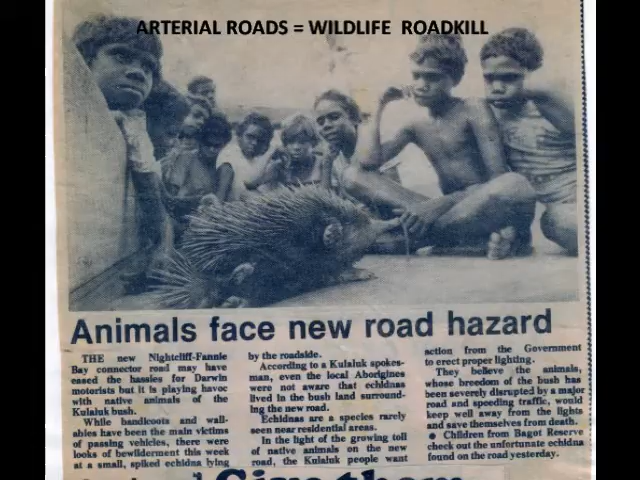 ARTERIAL ROADS = WILDLIFE ROADKILL
Animals face new road hazard
THE new Nightcliff-Fannie
Bay connector road may have
eased the hassles for Darwin
motorists but it is playing havoc
with native animals of the
Kulaluk bush.
While bandicoots and wall-
abies have been the main victims
of passing vehicles, there were
looks of bewilderment this week
at a small, spiked echidna lying
by the roadside.
According to a Kulaluk spokes-
man, even the local Aborigines
were not aware that echidnas
lived in the bush land surround-
ing the new road.
Echidnas are a species rarely
seen near residential areas.
In the light of the growing toll
of native animals on the new
road, the Kulaluk people want
action from the Government
to erect proper lighting.
They believe the animals,
whose breedom of the bush has
been severely disrupted by a major
road and speeding traffic, would
keep well away from the lights
and save themselves from death.
● Children from Bagot Reserve
check out the unfortunate echidna
found on the road yesterday.